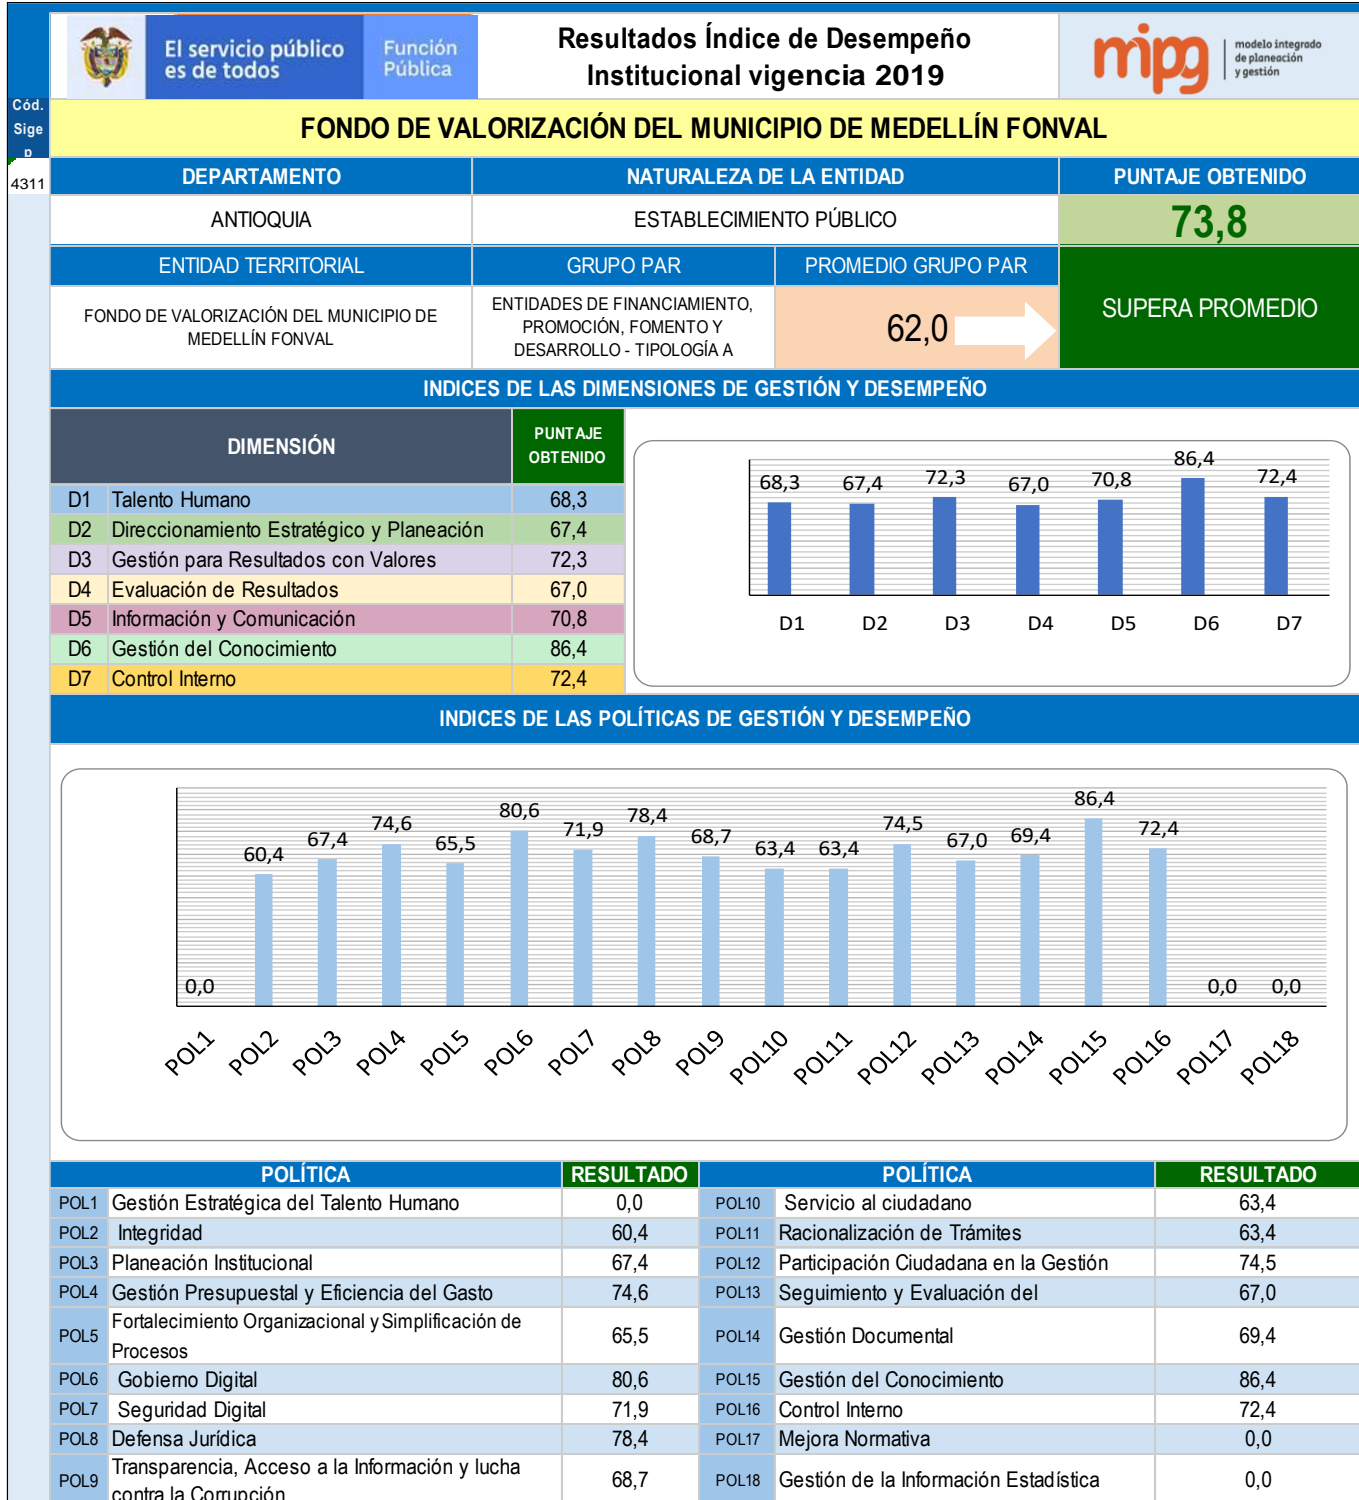 El servicio público
es de todos
Función
Pública
Resultados Índice de Desempeño
Institucional vigencia 2019
mipg
modelo integrado
de planeación
y gestión
Cód.
Sige
p
4311
FONDO DE VALORIZACIÓN DEL MUNICIPIO DE MEDELLÍN FONVAL
DEPARTAMENTO
NATURALEZA DE LA ENTIDAD
PUNTAJE OBTENIDO
ANTIOQUIA
ESTABLECIMIENTO PÚBLICO
73,8
ENTIDAD TERRITORIAL
GRUPO PAR
PROMEDIO GRUPO PAR
SUPERA PROMEDIO
FONDO DE VALORIZACIÓN DEL MUNICIPIO DE
MEDELLÍN FONVAL
ENTIDADES DE FINANCIAMIENTO,
PROMOCIÓN, FOMENTO Y
DESARROLLO - TIPOLOGÍA A
62,0
INDICES DE LAS DIMENSIONES DE GESTIÓN Y DESEMPEÑO
DIMENSIÓN
PUNTAJE
OBTENIDO
D1 Talento Humano 68,3
D2 Direccionamiento Estratégico y Planeación 67,4
D3 Gestión para Resultados con Valores 72,3
D4 Evaluación de Resultados 67,0
D5 Información y Comunicación 70,8
D6 Gestión del Conocimiento 86,4
D7 Control Interno 72,4
68,3 67,4 72,3 67,0 70,8 86,4 72,4
D1 D2 D3 D4 D5 D6 D7
INDICES DE LAS POLÍTICAS DE GESTIÓN Y DESEMPEÑO
0,0 60,4 67,4 74,6 65,5 80,6 71,9 78,4 68,7 63,4 63,4 74,5 67,0 69,4 86,4 72,4 0,0 0,0
POL1 POL2 POL3 POL4 POL5 POL6 POL7 POL8 POL9 POL10 POL11 POL12 POL13 POL14 POL15 POL16 POL17 POL18
POLÍTICA RESULTADO POLÍTICA RESULTADO
POL1 Gestión Estratégica del Talento Humano 0,0 POL10 Servicio al ciudadano 63,4
POL2 Integridad 60,4 POL11 Racionalización de Trámites 63,4
POL3 Planeación Institucional 67,4 POL12 Participación Ciudadana en la Gestión 74,5
POL4 Gestión Presupuestal y Eficiencia del Gasto 74,6 POL13 Seguimiento y Evaluación del 67,0
POL5 Fortalecimiento Organizacional y Simplificación de
Procesos 65,5 POL14 Gestión Documental 69,4
POL6 Gobierno Digital 80,6 POL15 Gestión del Conocimiento 86,4
POL7 Seguridad Digital 71,9 POL16 Control Interno 72,4
POL8 Defensa Jurídica 78,4 POL17 Mejora Normativa 0,0
POL9 Transparencia, Acceso a la Información y lucha
contra la Corrupción 68,7 POL18 Gestión de la Información Estadística 0,0